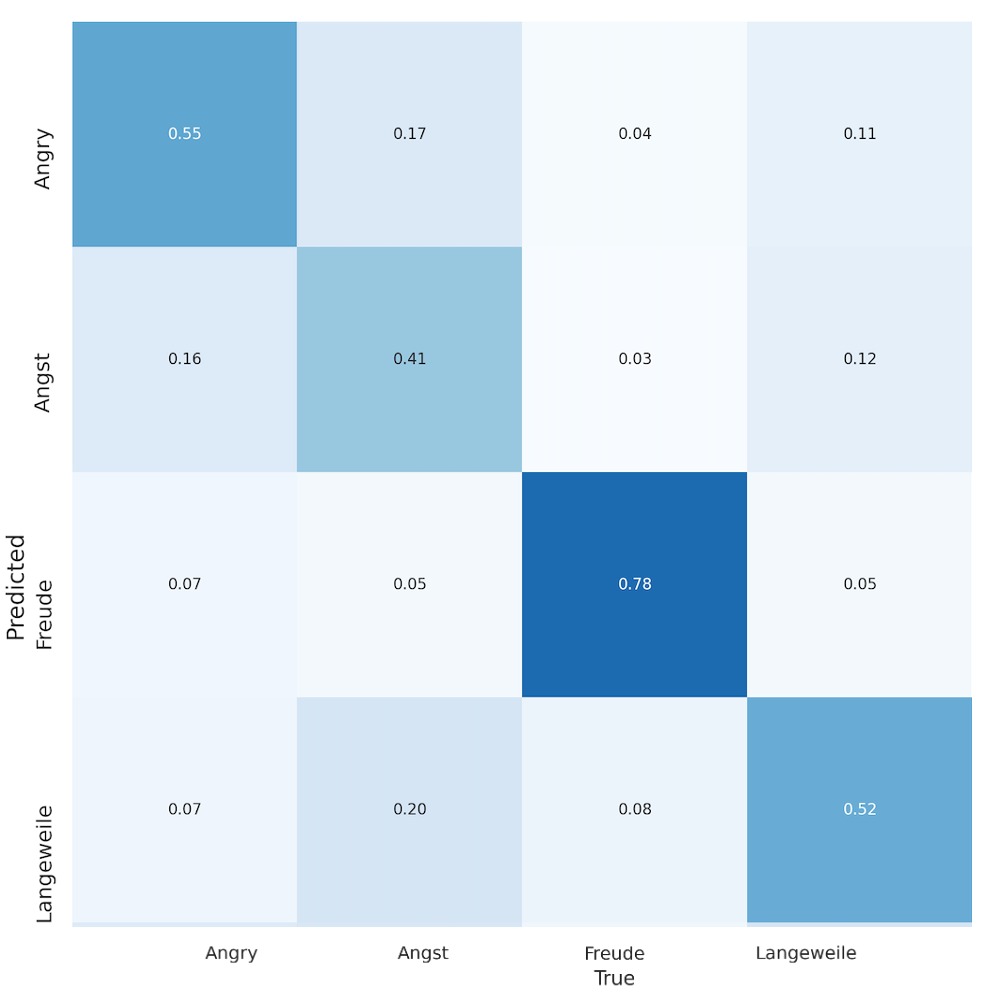 Angry 0.55 0.17 0.04 0.11
Angst 0.16 0.41 0.03 0.12
Predicted
Freude 0.07 0.05 0.78 0.05
Langeweile 0.07 0.20 0.08 0.52
Angry Angst Freude Langeweile
True